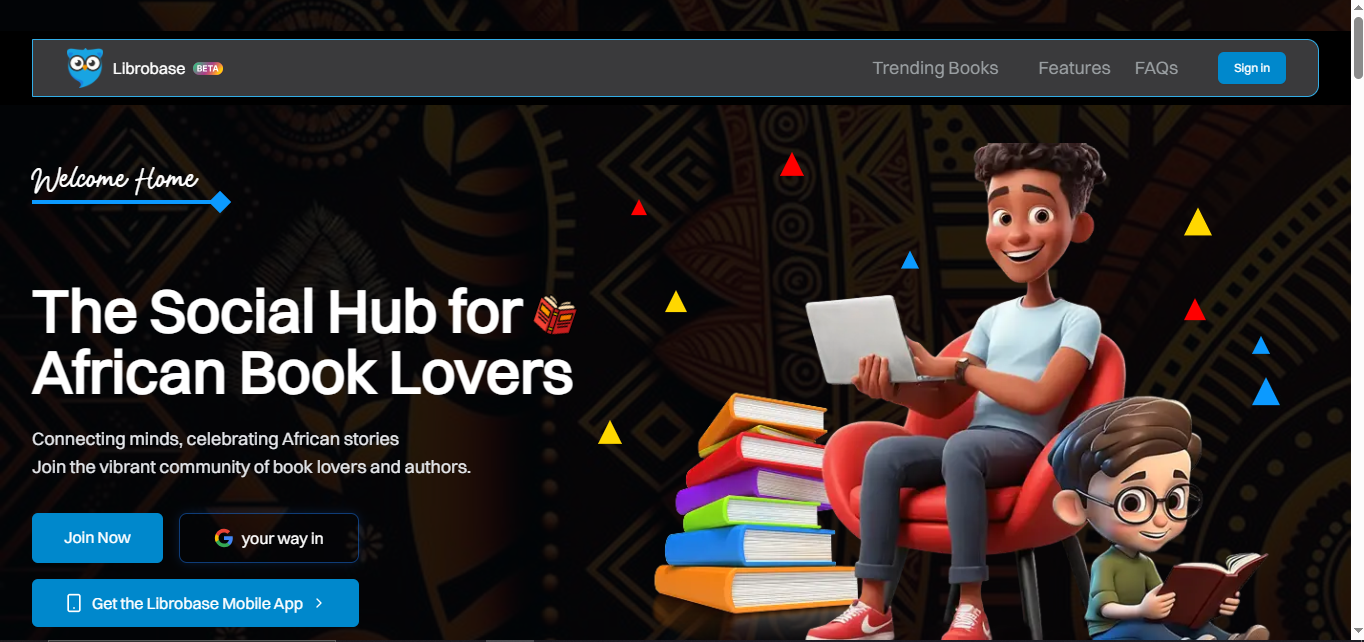 Librobase BETA
Trending Books
Features
FAQs
Sign in
Welcome Home
The Social Hub for
African Book Lovers
Connecting minds, celebrating African stories
Join the vibrant community of book lovers and authors.
Join Now
your way in
Get the Librobase Mobile App